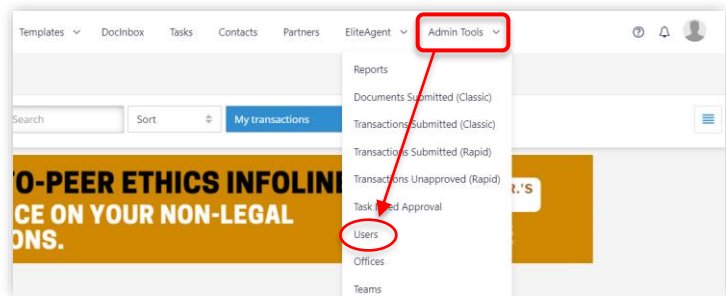 Templates DocInbox Tasks Contacts Partners EliteAgent Admin Tools
Reports
Documents Submitted (Classic)
Search Sort My transactions
Transactions Submitted (Classic)
Transactions Submitted (Rapid)
Transactions Unapproved (Rapid)
O-PEER ETHICS INFOLINE
R.'S
CE ON YOUR NON-LEGAL
ONS.
Task Need Approval
Users
Offices
Teams